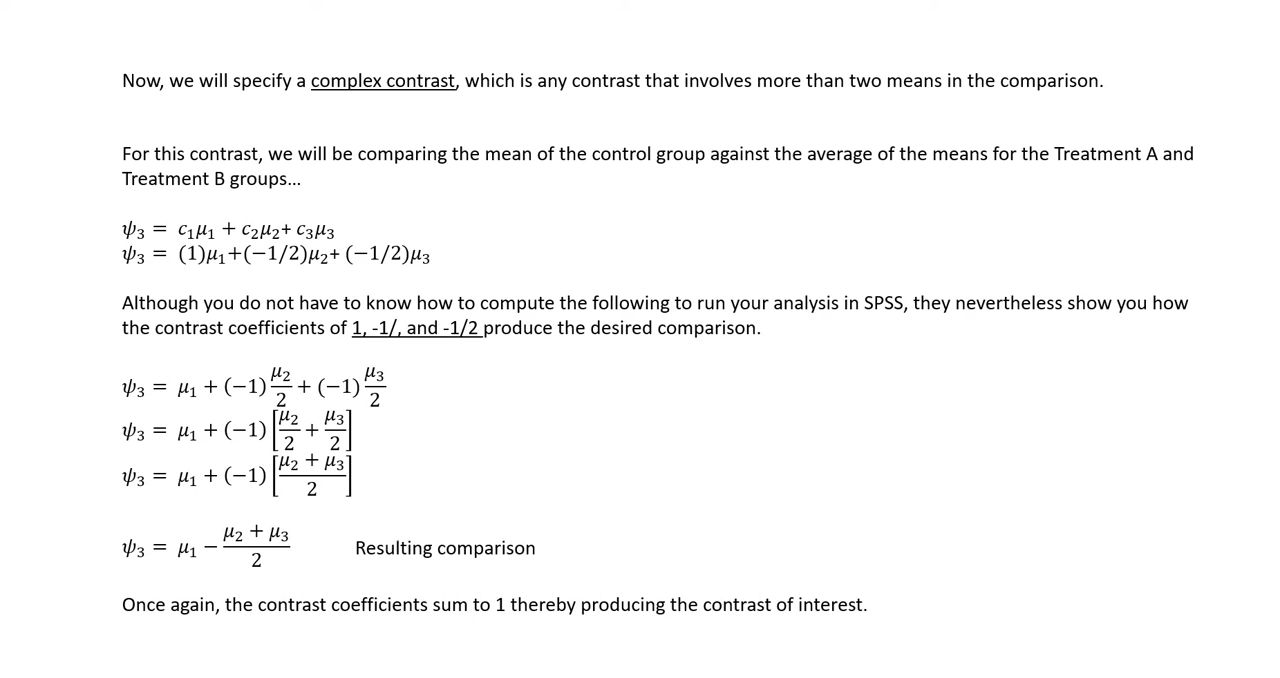 Now, we will specify a complex contrast, which is any contrast that involves more than two means in the comparison.
For this contrast, we will be comparing the mean of the control group against the average of the means for the Treatment A and
Treatment B groups...
ψ₃ = c₁μ₁ + c₂μ₂+ c₃μ₃
ψ₃ = (1)μ₁+(−1/2)μ₂+ (−1/2)μ₃
Although you do not have to know how to compute the following to run your analysis in SPSS, they nevertheless show you how
the contrast coefficients of 1, -1/, and -1/2 produce the desired comparison.
ψ₃ = μ₁ + (−1) μ₂/2 + (−1) μ₃/2
ψ₃ = μ₁ + (−1) [μ₂/2 + μ₃/2]
ψ₃ = μ₁ + (−1) [(μ₂ + μ₃)/2]
ψ₃ = μ₁ − (μ₂ + μ₃)/2 Resulting comparison
Once again, the contrast coefficients sum to 1 thereby producing the contrast of interest.